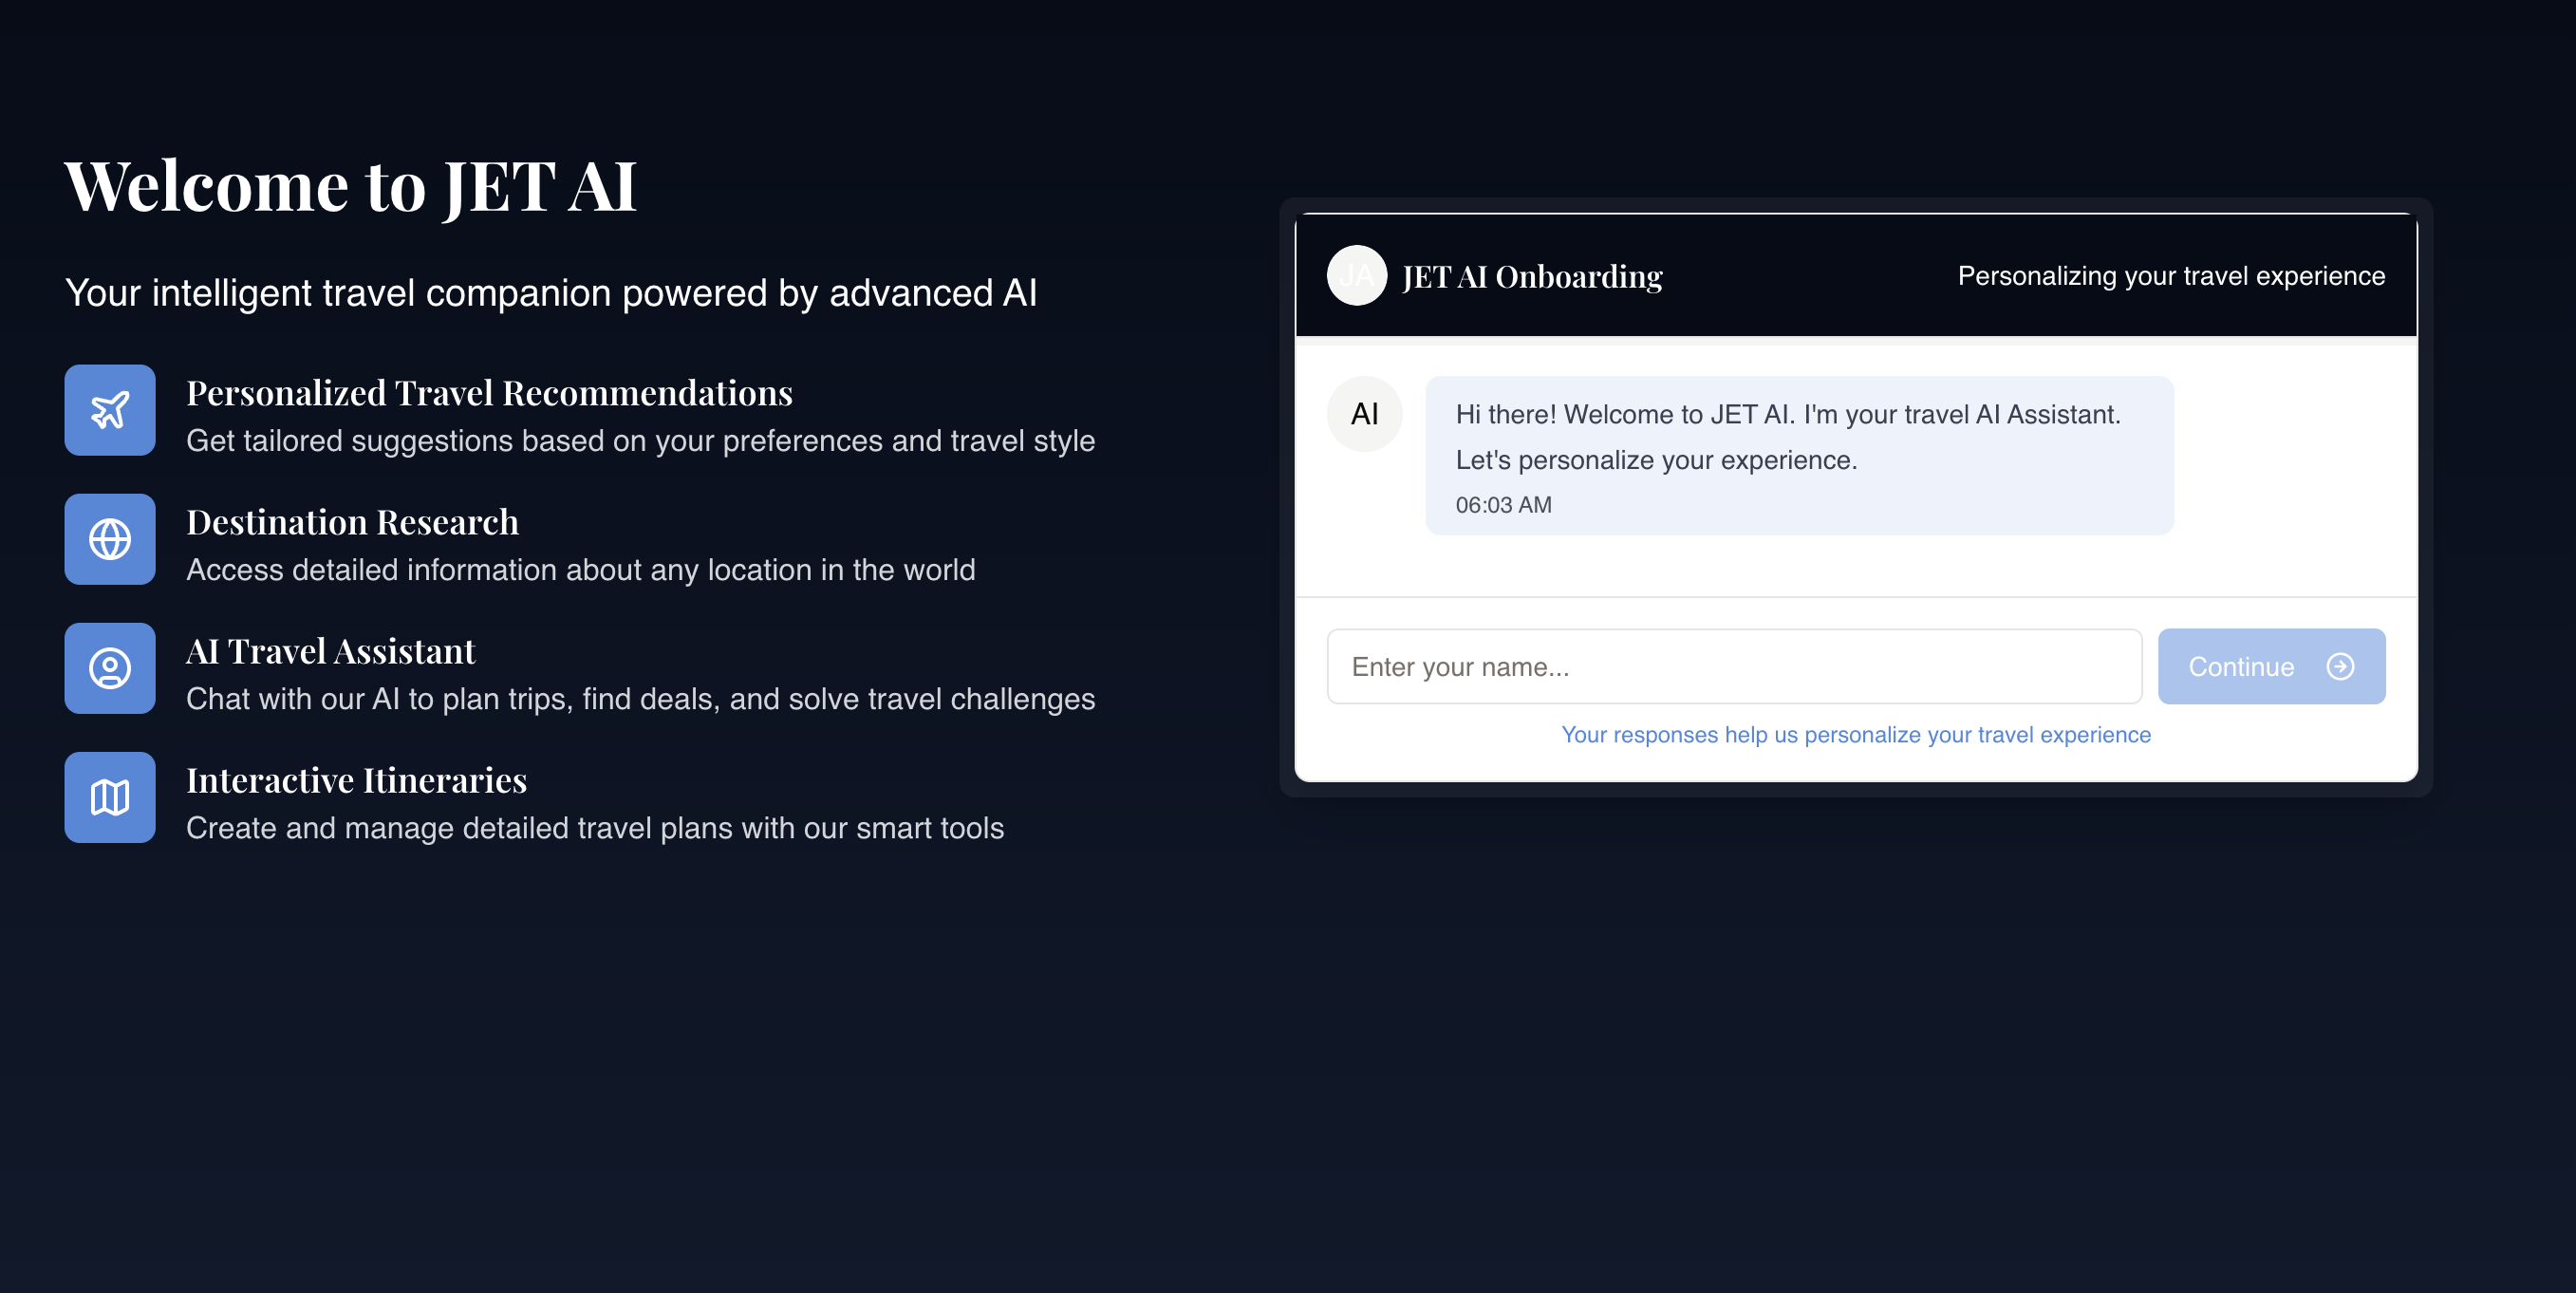 Welcome to JET AI
Your intelligent travel companion powered by advanced AI
Personalized Travel Recommendations
Get tailored suggestions based on your preferences and travel style
Destination Research
Access detailed information about any location in the world
AI Travel Assistant
Chat with our AI to plan trips, find deals, and solve travel challenges
Interactive Itineraries
Create and manage detailed travel plans with our smart tools
JA
JET AI Onboarding
Personalizing your travel experience
AI
Hi there! Welcome to JET AI. I'm your travel AI Assistant.
Let's personalize your experience.
06:03 AM
Enter your name...
Continue
Your responses help us personalize your travel experience